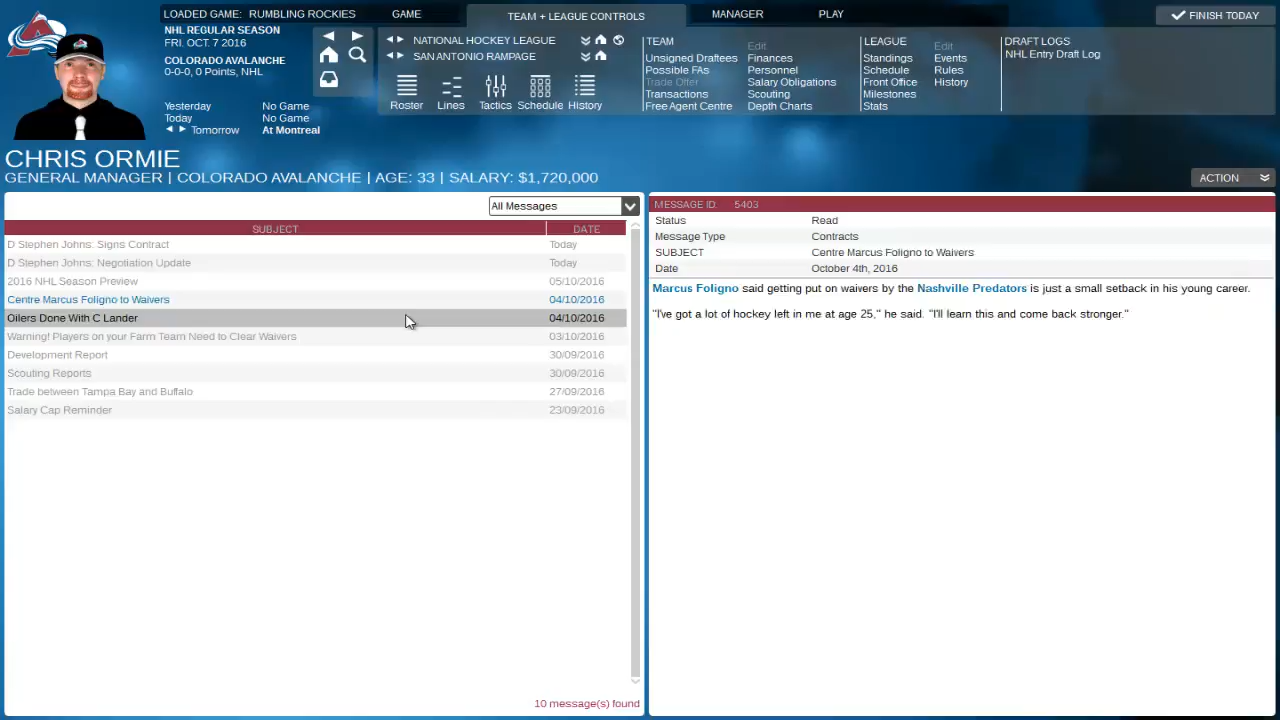 LOADED GAME: RUMBLING ROCKIES
GAME
TEAM + LEAGUE CONTROLS
MANAGER
PLAY
FINISH TODAY
NHL REGULAR SEASON
FRI. OCT. 7 2016
COLORADO AVALANCHE
0-0-0, 0 Points, NHL
Yesterday No Game
Today No Game
Tomorrow At Montreal
NATIONAL HOCKEY LEAGUE
SAN ANTONIO RAMPAGE
Roster Lines Tactics Schedule History
TEAM Edit
Unsigned Draftees Finances
Possible FAs Personnel
Trade Offer Salary Obligations
Transactions Scouting
Free Agent Centre Depth Charts
LEAGUE Edit
Standings Events
Schedule Rules
Front Office History
Milestones
Stats
DRAFT LOGS
NHL Entry Draft Log
CHRIS ORMIE
GENERAL MANAGER | COLORADO AVALANCHE | AGE: 33 | SALARY: $1,720,000
ACTION
All Messages
SUBJECT DATE
D Stephen Johns: Signs Contract Today
D Stephen Johns: Negotiation Update Today
2016 NHL Season Preview 05/10/2016
Centre Marcus Foligno to Waivers 04/10/2016
Oilers Done With C Lander 04/10/2016
Warning! Players on your Farm Team Need to Clear Waivers 03/10/2016
Development Report 30/09/2016
Scouting Reports 30/09/2016
Trade between Tampa Bay and Buffalo 27/09/2016
Salary Cap Reminder 23/09/2016
10 message(s) found
MESSAGE ID: 5403
Status Read
Message Type Contracts
SUBJECT Centre Marcus Foligno to Waivers
Date October 4th, 2016
Marcus Foligno said getting put on waivers by the Nashville Predators is just a small setback in his young career.
"I've got a lot of hockey left in me at age 25," he said. "I'll learn this and come back stronger."